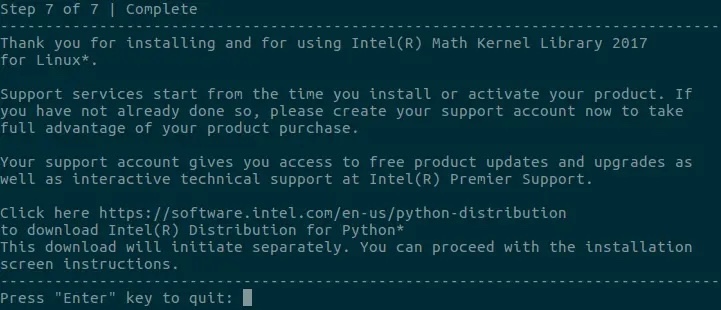 Step 7 of 7 | Complete
--------------------------------------------------------------------------------
Thank you for installing and for using Intel(R) Math Kernel Library 2017
for Linux*.
Support services start from the time you install or activate your product. If
you have not already done so, please create your support account now to take
full advantage of your product purchase.
Your support account gives you access to free product updates and upgrades as
well as interactive technical support at Intel(R) Premier Support.
Click here https://software.intel.com/en-us/python-distribution
to download Intel(R) Distribution for Python*
This download will initiate separately. You can proceed with the installation
screen instructions.
--------------------------------------------------------------------------------
Press "Enter" key to quit: